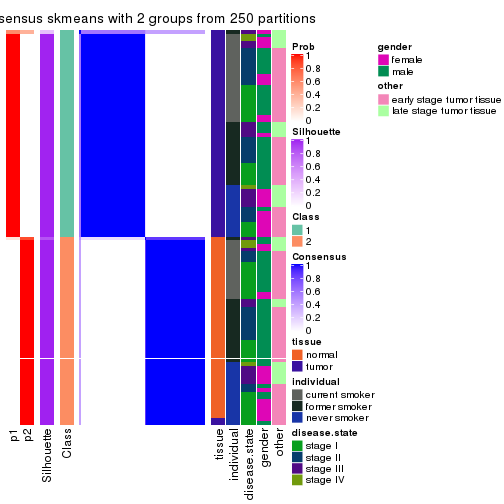 sensus skmeans with 2 groups from 250 partitions
Prob
1
0.8
0.6
0.4
0.2
0
Silhouette
1
0.8
0.6
0.4
0.2
0
Class
1
2
Consensus
1
0.8
0.6
0.4
0.2
0
tissue
normal
tumor
individual
current smoker
former smoker
never smoker
disease.state
stage I
stage II
stage III
stage IV
gender
female
male
other
early stage tumor tissue
late stage tumor tissue
p1
p2
Silhouette
Class
tissue
individual
disease.state
gender
other